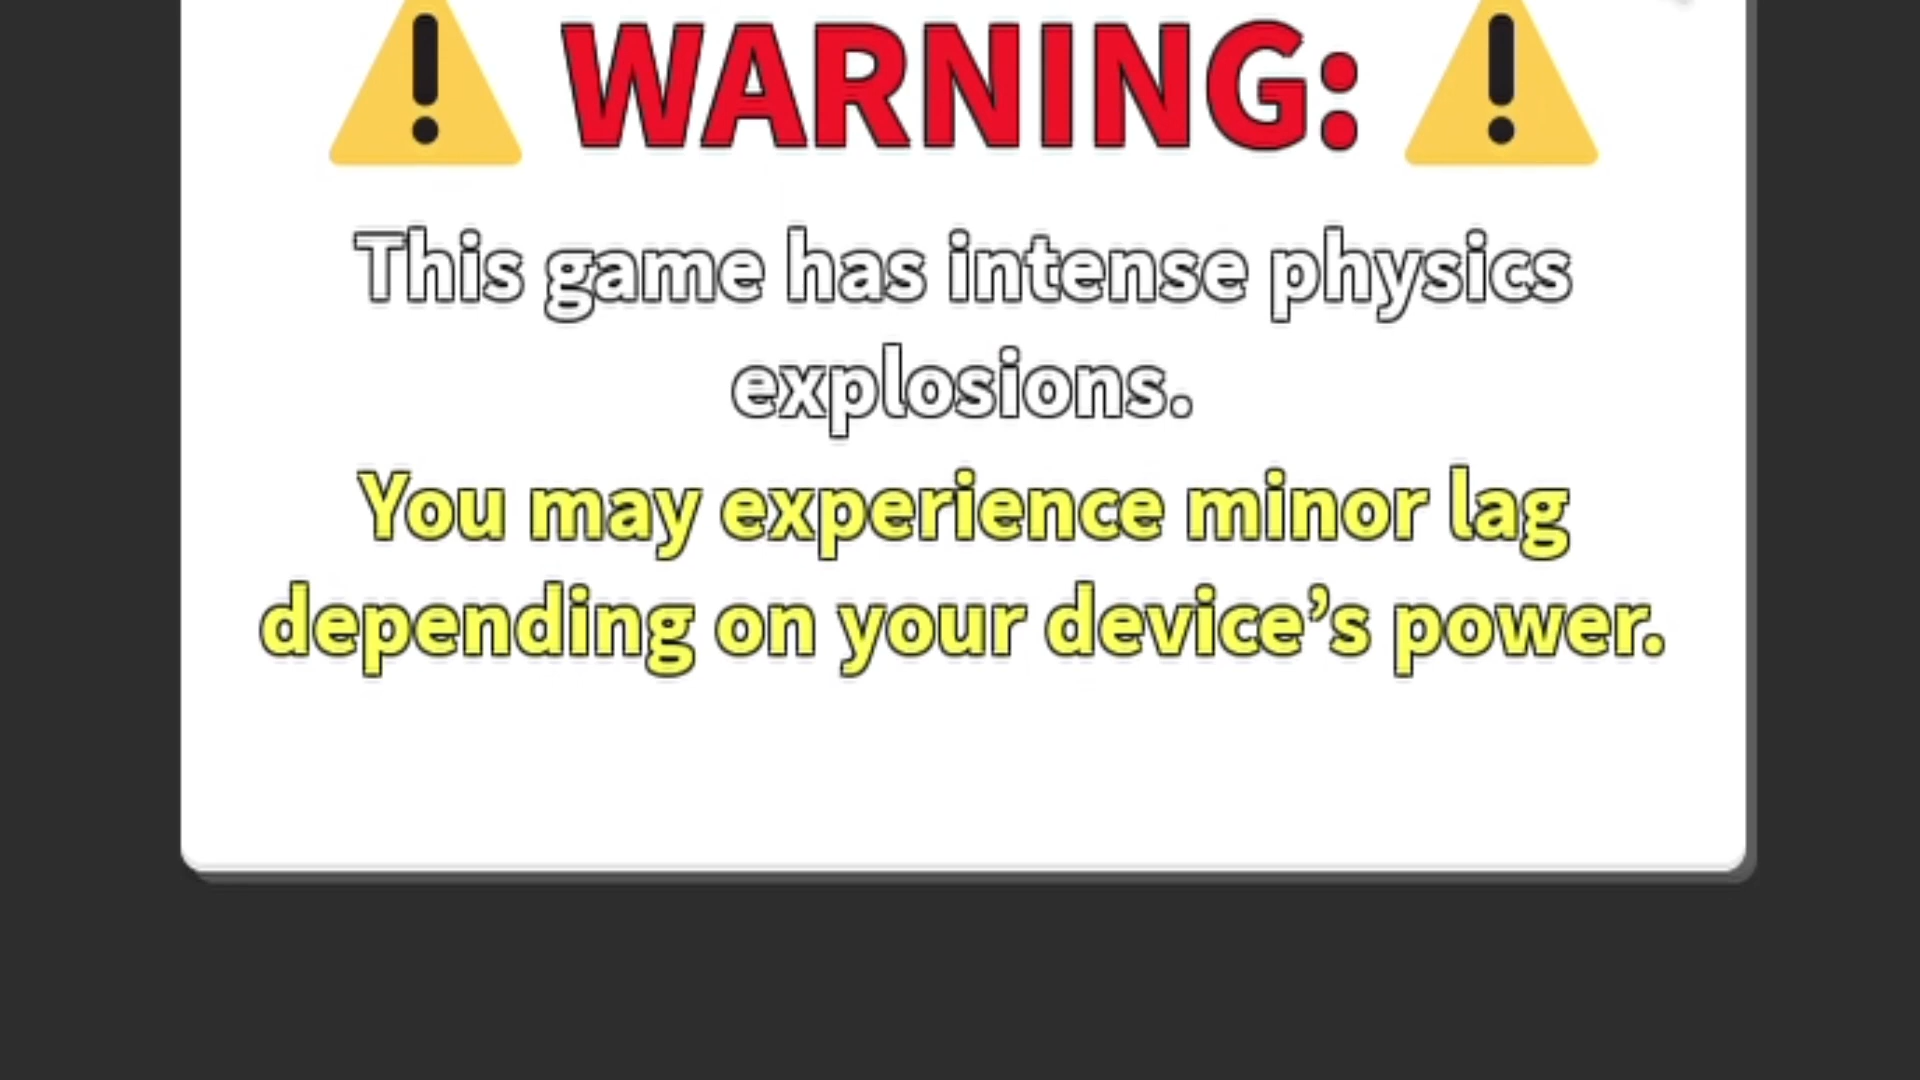 ⚠️ WARNING: ⚠️
This game has intense physics
explosions.
You may experience minor lag
depending on your device’s power.